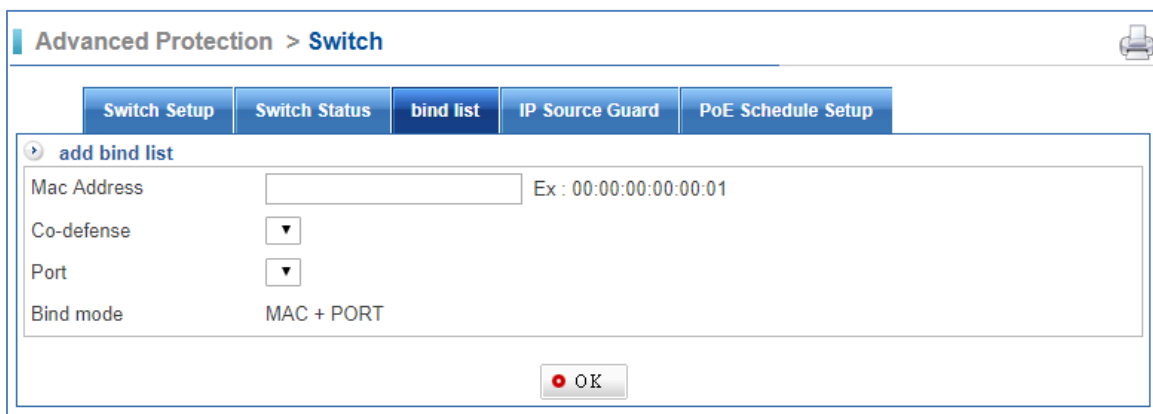 Advanced Protection > Switch
Switch Setup Switch Status bind list IP Source Guard PoE Schedule Setup
add bind list
Mac Address Ex : 00:00:00:00:00:01
Co-defense
Port
Bind mode MAC + PORT
OK